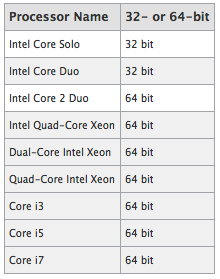 Processor Name 32- or 64-bit
Intel Core Solo 32 bit
Intel Core Duo 32 bit
Intel Core 2 Duo 64 bit
Intel Quad-Core Xeon 64 bit
Dual-Core Intel Xeon 64 bit
Quad-Core Intel Xeon 64 bit
Core i3 64 bit
Core i5 64 bit
Core i7 64 bit